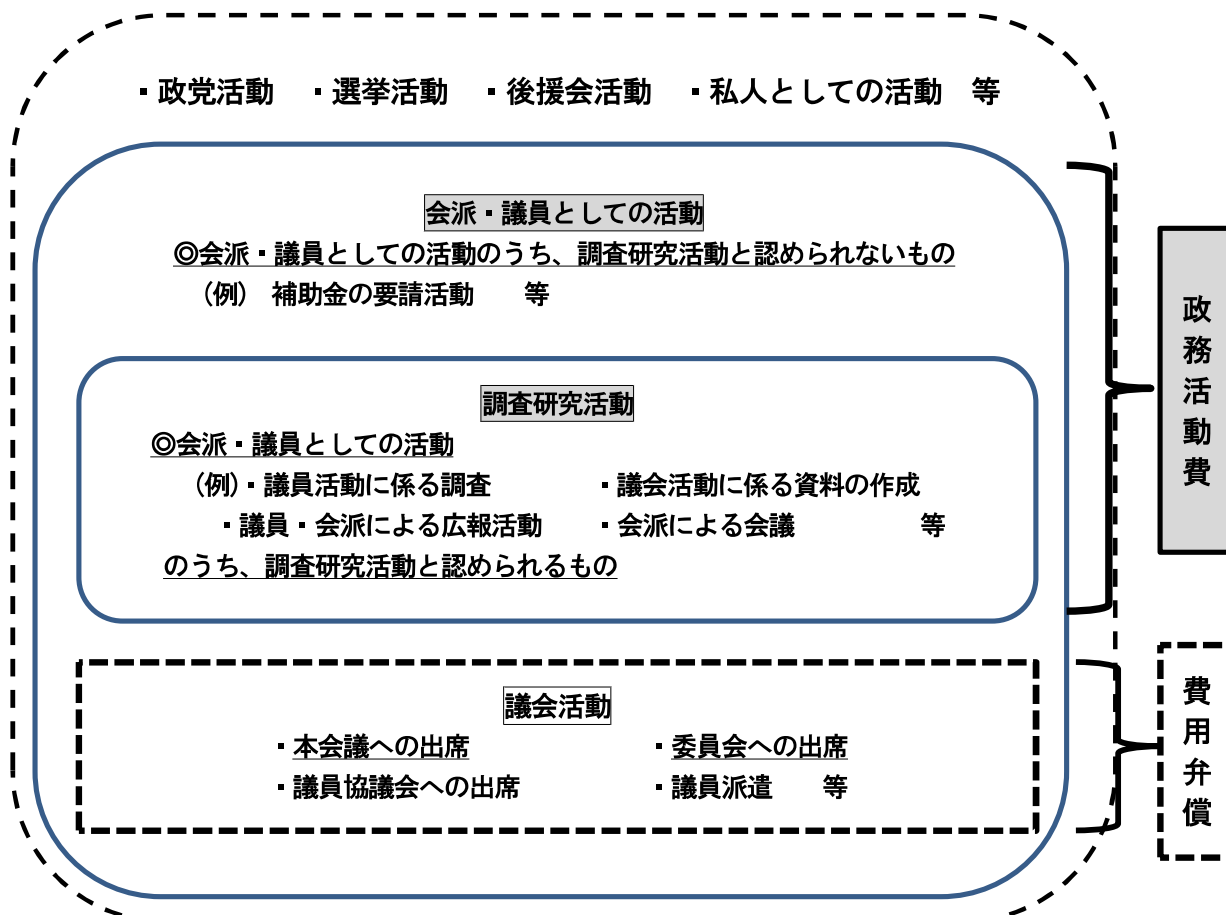 ・政党活動　・選挙活動　・後援会活動　・私人としての活動　等
会派・議員としての活動
◎会派・議員としての活動のうち、調査研究活動と認められないもの
（例）　補助金の要請活動　　等
調査研究活動
◎会派・議員としての活動
（例）・議員活動に係る調査　　　　・議会活動に係る資料の作成
・議員・会派による広報活動　　・会派による会議　　　　　等
のうち、調査研究活動と認められるもの
議会活動
・本会議への出席　　　　　　　・委員会への出席
・議員協議会への出席　　　　　・議員派遣　　等
政務活動費
費用弁償